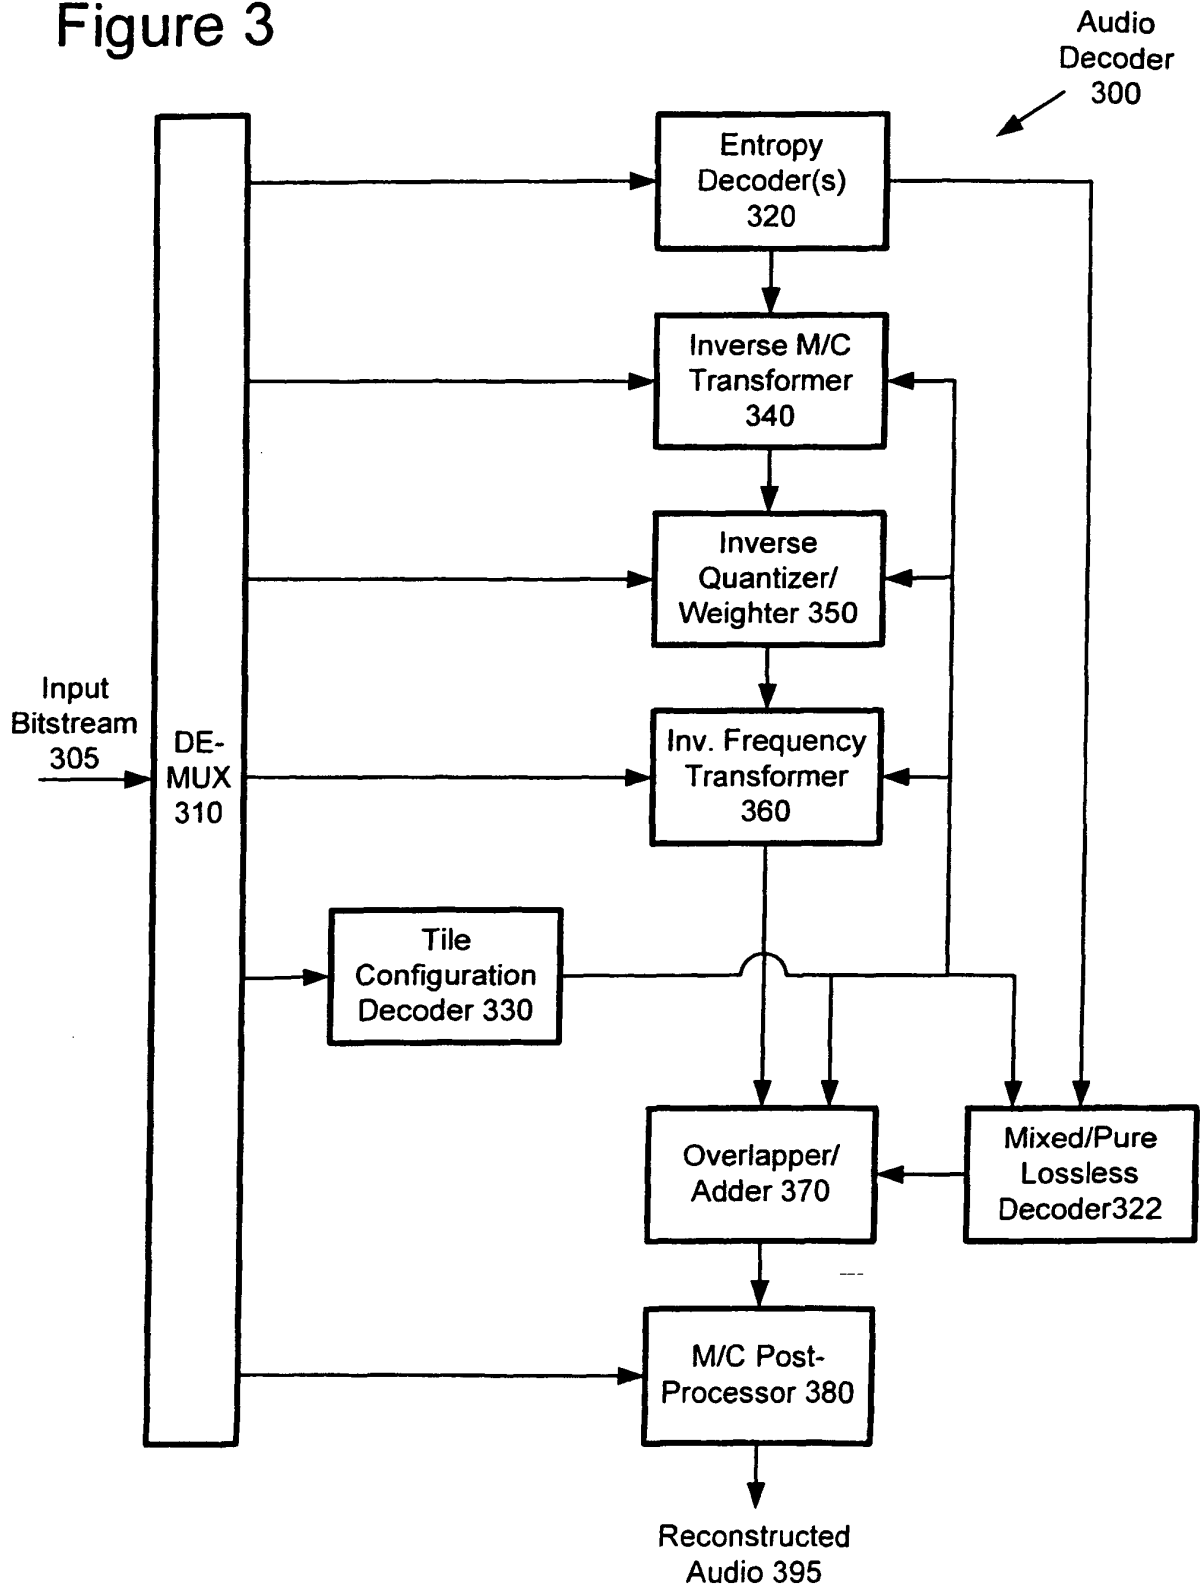 Figure 3
Audio
Decoder
300
Entropy
Decoder(s)
320
Inverse M/C
Transformer
340
Inverse
Quantizer/
Weighter 350
Input
Bitstream
305
DE-
MUX
310
Inv. Frequency
Transformer
360
Tile
Configuration
Decoder 330
Overlapper/
Adder 370
Mixed/Pure
Lossless
Decoder322
M/C Post-
Processor 380
Reconstructed
Audio 395